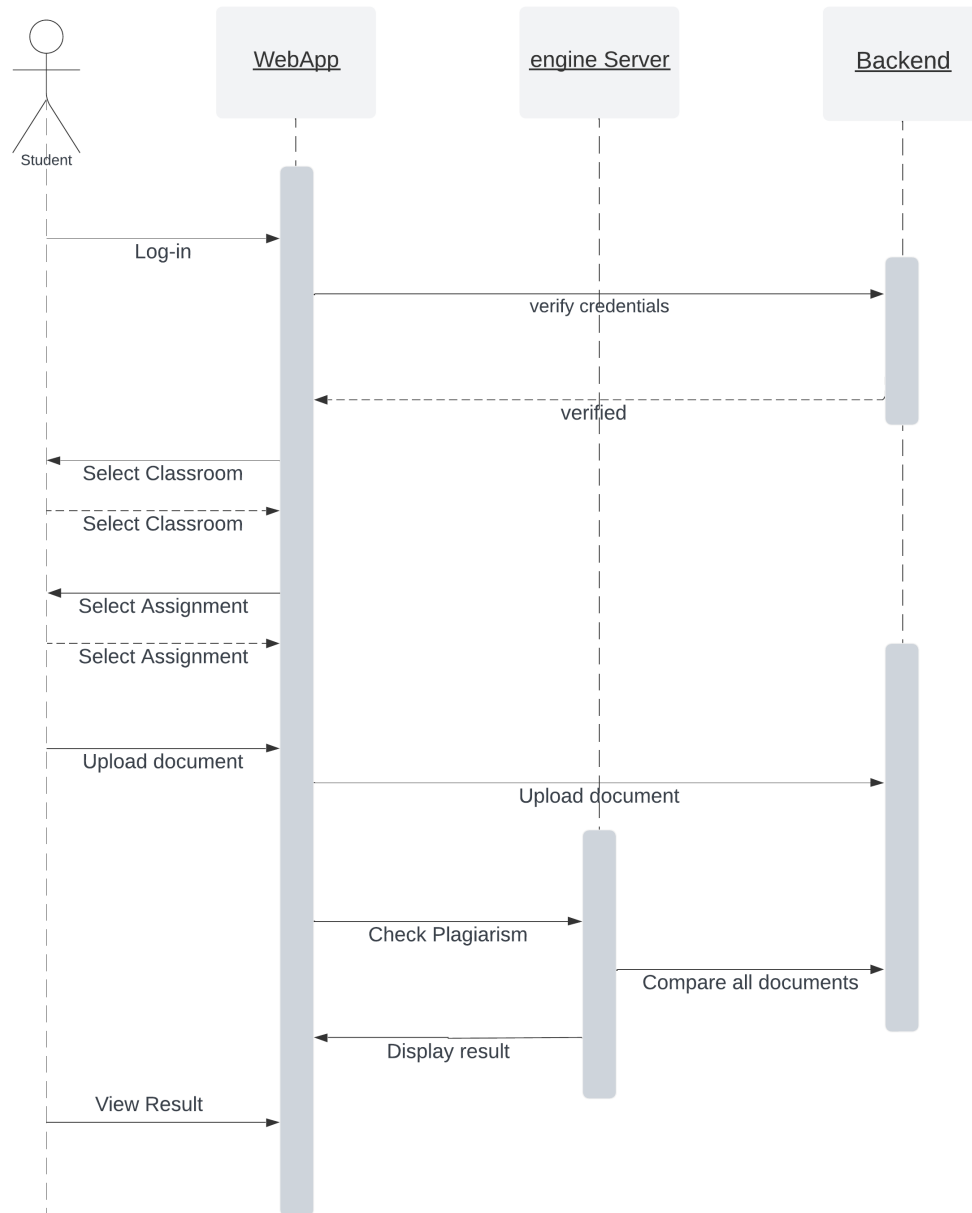 WebApp
engine Server
Backend
Student
Log-in
verify credentials
verified
Select Classroom
Select Classroom
Select Assignment
Select Assignment
Upload document
Upload document
Check Plagiarism
Compare all documents
Display result
View Result